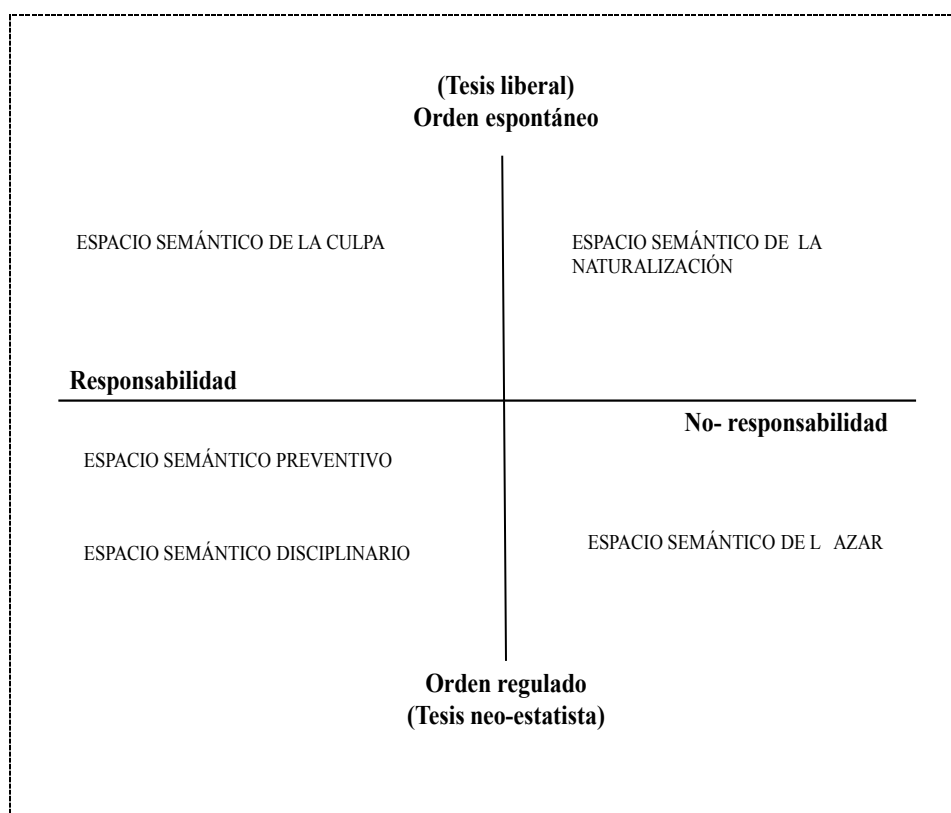 (Tesis liberal)
Orden espontáneo
ESPACIO SEMÁNTICO DE LA CULPA
ESPACIO SEMÁNTICO DE LA
NATURALIZACIÓN
Responsabilidad
No- responsabilidad
ESPACIO SEMÁNTICO PREVENTIVO
ESPACIO SEMÁNTICO DISCIPLINARIO
ESPACIO SEMÁNTICO DE L AZAR
Orden regulado
(Tesis neo-estatista)